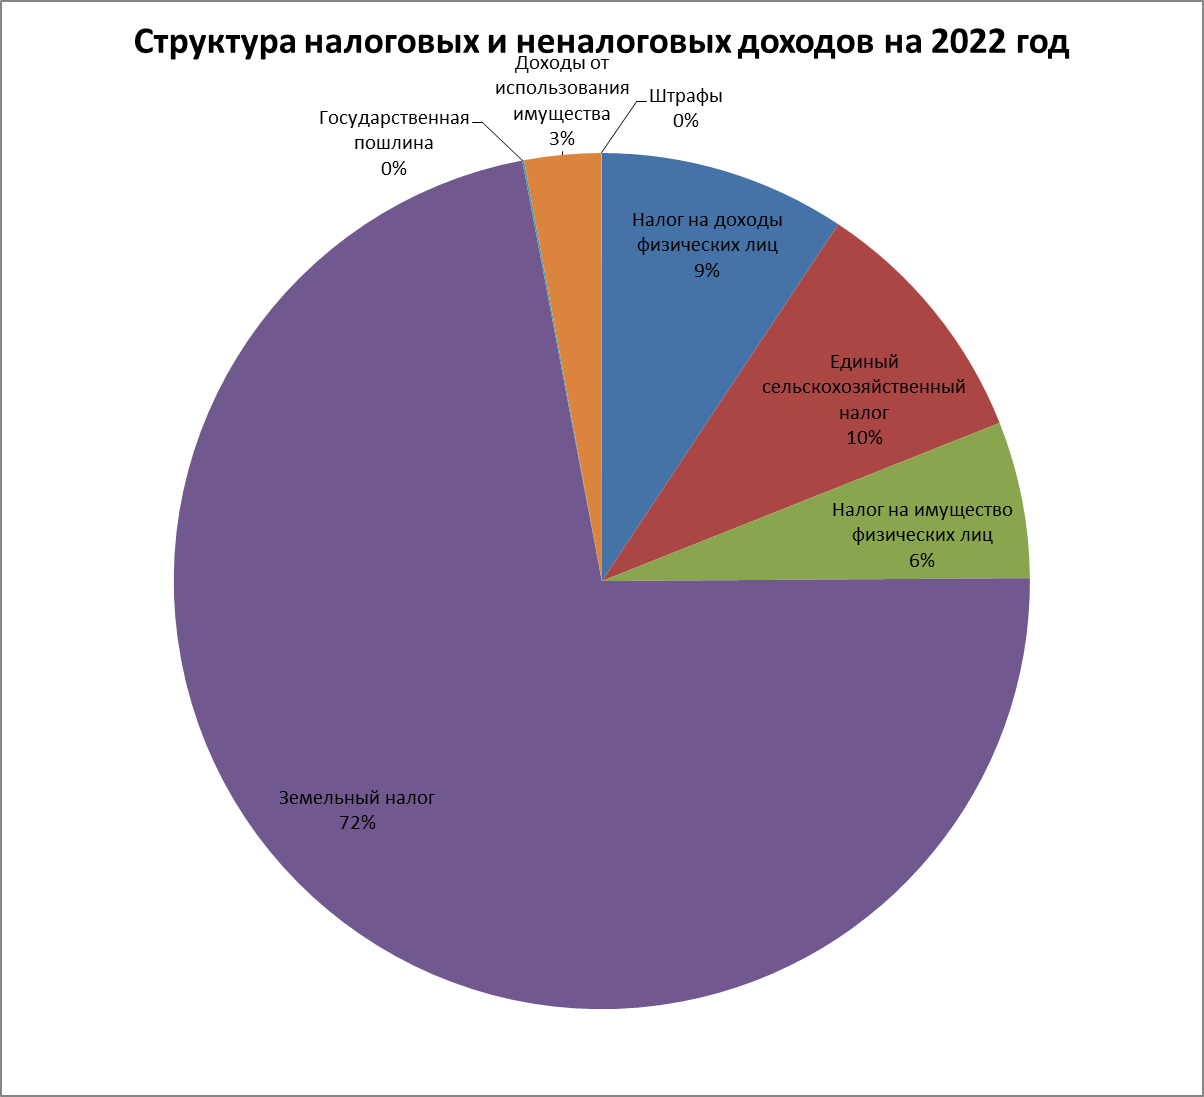 Структура налоговых и неналоговых доходов на 2022 год
Доходы от
использования
имущества
3%
Штрафы
0%
Государственная
пошлина
0%
Налог на доходы
физических лиц
9%
Единый
сельскохозяйственный
налог
10%
Налог на имущество
физических лиц
6%
Земельный налог
72%